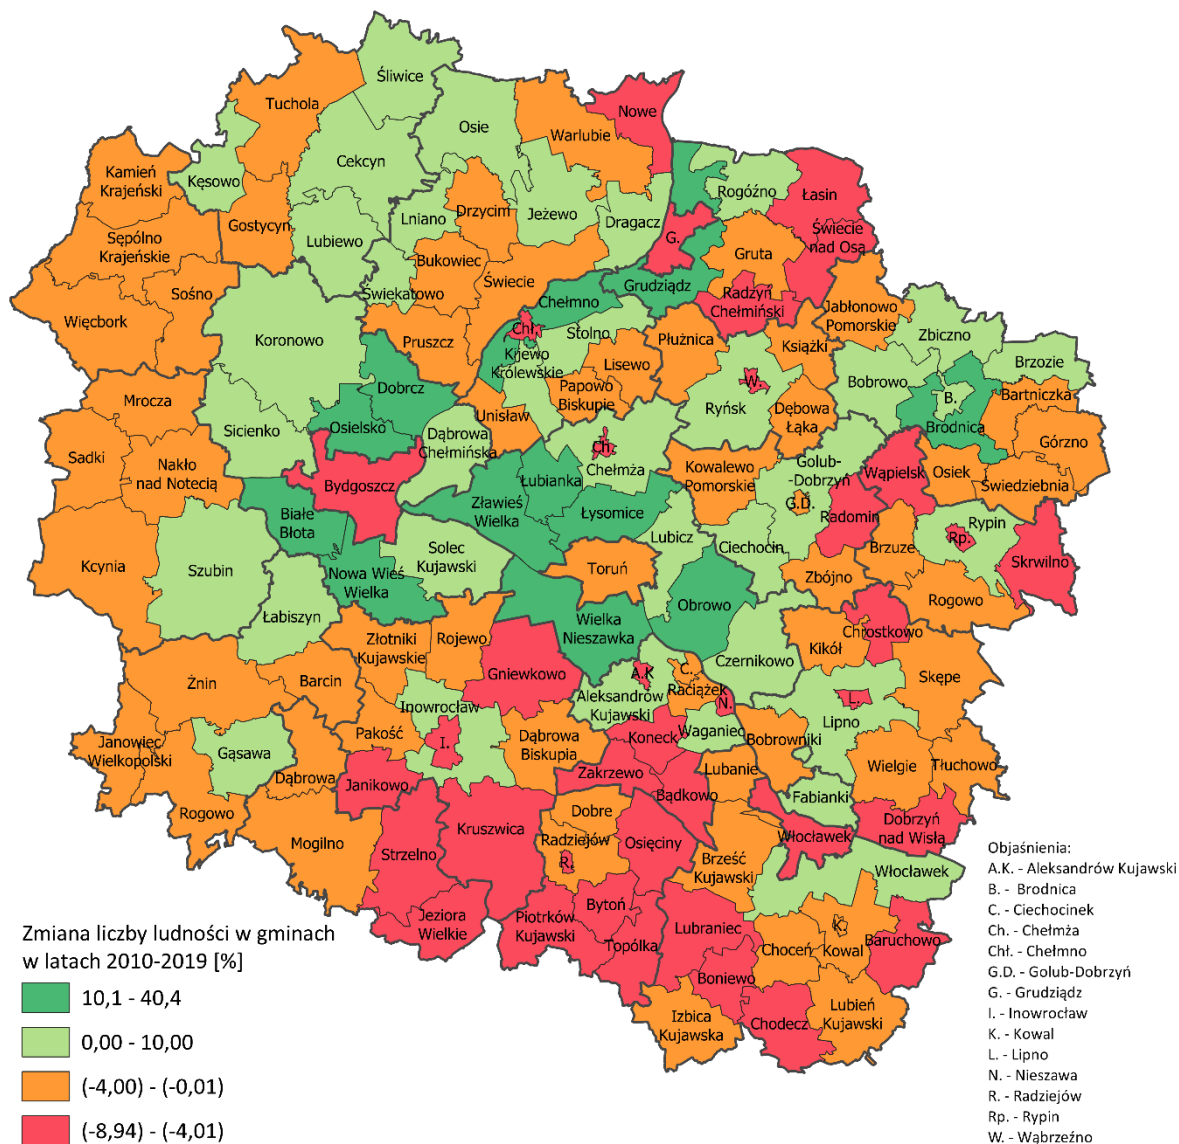 Śliwice
Tuchola
Nowe
Osie
Warlubie
Cekcyn
Kamień
Krajeński
Kęsowo
Rogóźno
Łasin
Lniano
Drzycim
Jeżewo
Dragacz
Gostycyn
Świecie
nad Osą
Sępólno
Krajeńskie
Lubiewo
G.
Gruta
Bukowiec
Świecie
Sośno
Świekatowo
Chełmno
Grudziądz
Radzyń
Chełmiński
Jabłonowo
Pomorskie
Więcbork
Chł.
Stolno
Zbiczno
Koronowo
Pruszcz
Płużnica
Książki
Brzozie
Kijewo
Królewskie
Lisewo
Dobrcz
W.
Bobrowo
B.
Bartniczka
Mrocza
Papowo
Biskupie
Ryńsk
Dębowa
Łąka
Unisław
Brodnica
Górzno
Sicienko
Osielsko
Dąbrowa
Chełmińska
Ch.
Sadki
Nakło
nad Notecią
Chełmża
Golub-
-Dobrzyń
Wąpielsk
Osiek
Kowalewo
Pomorskie
Świedziebnia
Bydgoszcz
Łubianka
G.D.
Zławieś
Wielka
Łysomice
Radomin
Rypin
Białe
Błota
Rp.
Lubicz
Ciechocin
Solec
Kujawski
Brzuze
Skrwilno
Kcynia
Szubin
Toruń
Zbójno
Nowa Wieś
Wielka
Rogowo
Obrowo
Łabiszyn
Wielka
Nieszawka
Chrostkowo
Złotniki
Kujawskie
Rojewo
Kikół
Czernikowo
Gniewkowo
A.K
C.
Raciążek
Skępe
Żnin
Barcin
Aleksandrów
Kujawski
N.
L.
Inowrocław
Lipno
Pakość
Waganiec
I.
Dąbrowa
Biskupia
Koneck
Bobrowniki
Janowiec
Wielkopolski
Gąsawa
Lubanie
Wielgie
Tłuchowo
Dąbrowa
Janikowo
Zakrzewo
Bądkowo
Fabianki
Rogowo
Dobre
Dobrzyń
nad Wisłą
Kruszwica
Włocławek
Mogilno
Radziejów
Osięciny
Strzelno
R.
Brześć
Kujawski
Włocławek
Bytoń
Jeziora
Wielkie
Piotrków
Kujawski
Lubraniec
K.
Topólka
Choceń
Kowal
Baruchowo
Boniewo
Izbica
Kujawska
Chodecz
Lubień
Kujawski
Zmiana liczby ludności w gminach
w latach 2010-2019 [%]
10,1 - 40,4
0,00 - 10,00
(-4,00) - (-0,01)
(-8,94) - (-4,01)
Objaśnienia:
A.K. - Aleksandrów Kujawski
B. - Brodnica
C. - Ciechocinek
Ch. - Chełmża
Chł. - Chełmno
G.D. - Golub-Dobrzyń
G. - Grudziądz
I. - Inowrocław
K. - Kowal
L. - Lipno
N. - Nieszawa
R. - Radziejów
Rp. - Rypin
W. - Wąbrzeźno